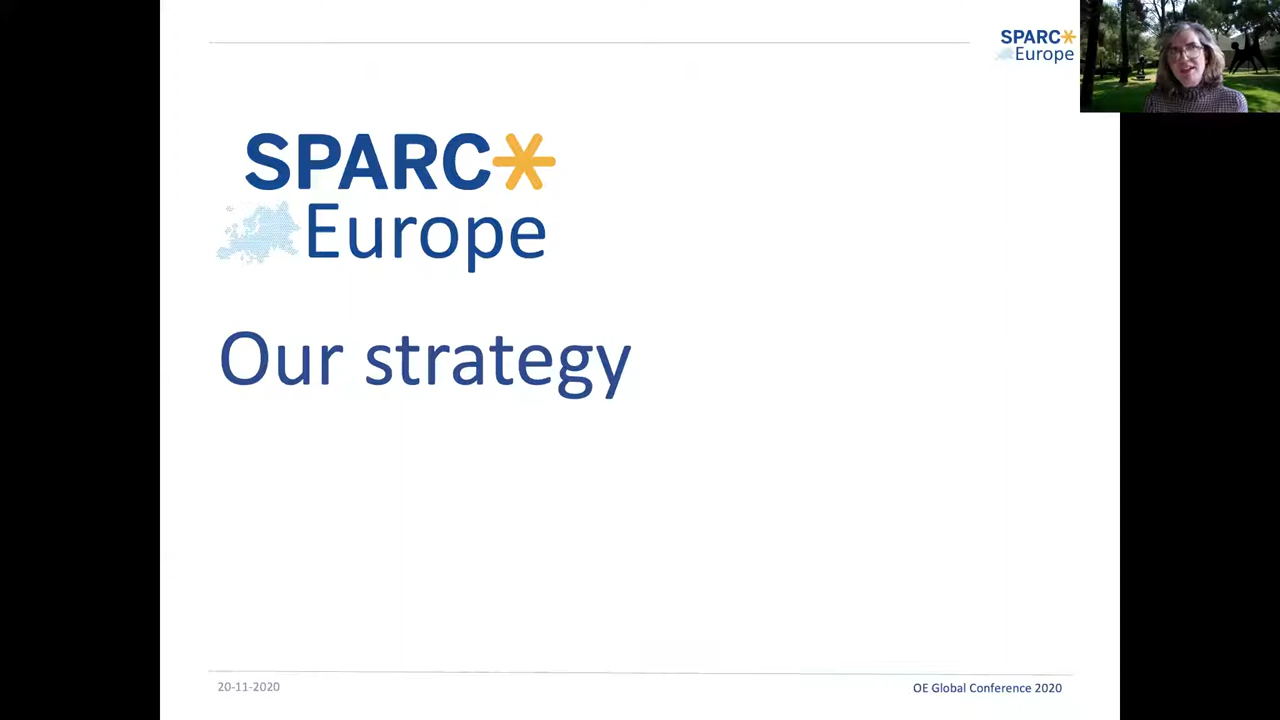 SPARC
Europe
SPARC
Europe
Our strategy
20-11-2020
OE Global Conference 2020